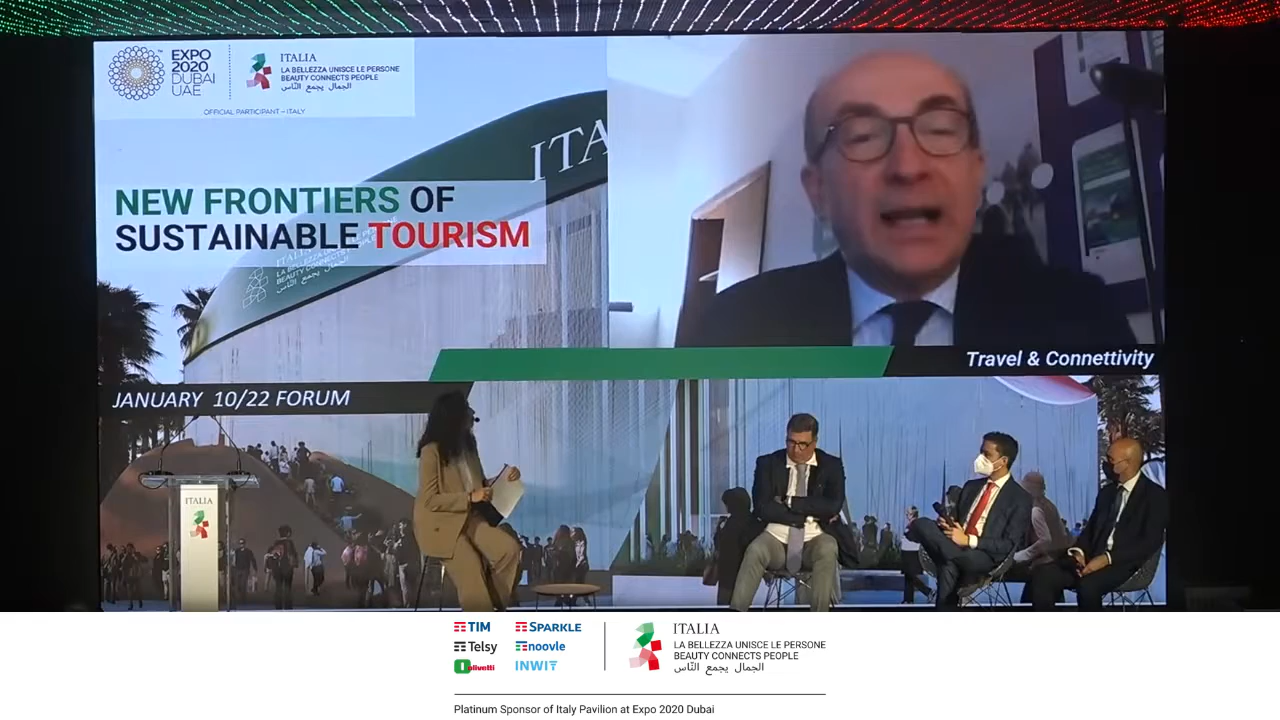 EXPO
2020
DUBAI
UAE
ITALIA
LA BELLEZZA UNISCE LE PERSONE
BEAUTY CONNECTS PEOPLE
الجمال يجمع الناس
OFFICIAL PARTICIPANT – ITALY
ITA
NEW FRONTIERS OF
SUSTAINABLE TOURISM
Travel & Connettivity
JANUARY 10/22 FORUM
ITALIA
TIM
SPARKLE
Telsy
noovle
olivetti
INWIT
ITALIA
LA BELLEZZA UNISCE LE PERSONE
BEAUTY CONNECTS PEOPLE
الجمال يجمع النّاس
Platinum Sponsor of Italy Pavilion at Expo 2020 Dubai